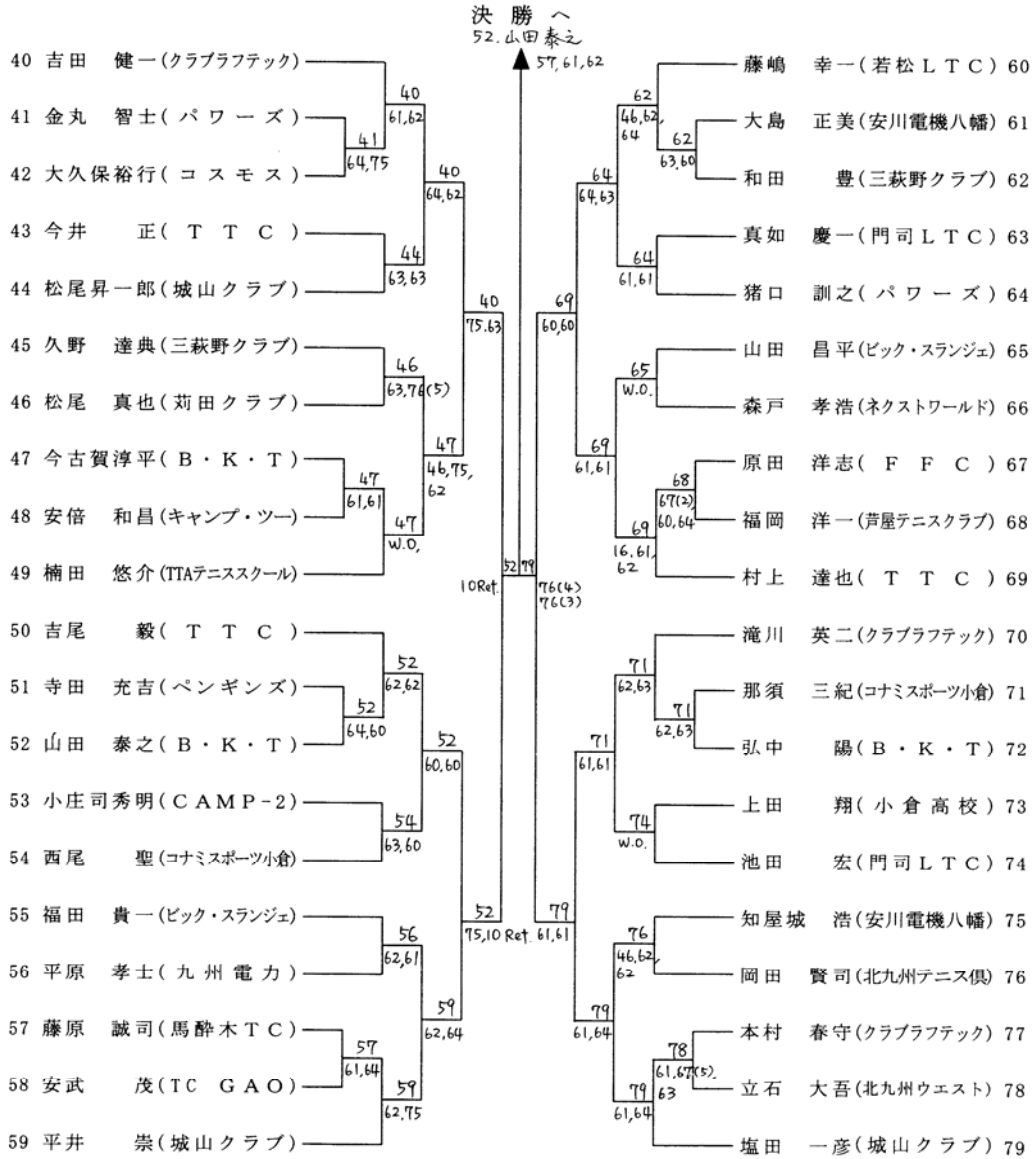 決 勝 へ
52.山田泰之
57,61,62
40 吉田 健一(クラブラフテック)
41 金丸 智士(パワーズ)
42 大久保裕行(コスモス)
43 今井 正(TTC)
44 松尾昇一郎(城山クラブ)
45 久野 達典(三萩野クラブ)
46 松尾 真也(苅田クラブ)
47 今古賀淳平(B・K・T)
48 安倍 和昌(キャンプ・ツー)
49 楠田 悠介(TTAテニススクール)
50 吉尾 毅(TTC)
51 寺田 充吉(ペンギンズ)
52 山田 泰之(B・K・T)
53 小庄司秀明(CAMP-2)
54 西尾 聖(コナミスポーツ小倉)
55 福田 貴一(ビック・スランジェ)
56 平原 孝士(九州電力)
57 藤原 誠司(馬酔木TC)
58 安武 茂(TC GAO)
59 平井 崇(城山クラブ)
40
61,62
41
64,75
40
64,62
44
63,63
40
75.63
46
63,76(5)
47
46,75,
62
47
61,61
47
W.O.
52
62,62
52
64,60
52
60,60
54
63,60
52
75,10 Ret.
56
62,61
59
62,64
57
61,64
59
62,75
52 79
10Ret.
76(4)
76(3)
藤嶋 幸一(若松LTC) 60
大島 正美(安川電機八幡) 61
和田 豊(三萩野クラブ) 62
真如 慶一(門司LTC) 63
猪口 訓之(パワーズ) 64
山田 昌平(ビック・スランジェ) 65
森戸 孝浩(ネクストワールド) 66
原田 洋志(FFC) 67
福岡 洋一(芦屋テニスクラブ) 68
村上 達也(TTC) 69
滝川 英二(クラブラフテック) 70
那須 三紀(コナミスポーツ小倉) 71
弘中 陽(B・K・T) 72
上田 翔(小倉高校) 73
池田 宏(門司LTC) 74
知屋城 浩(安川電機八幡) 75
岡田 賢司(北九州テニス倶) 76
本村 春守(クラブラフテック) 77
立石 大吾(北九州ウエスト) 78
塩田 一彦(城山クラブ) 79
62
46,62,
64
62
63,60
64
64,63
64
61,61
69
60,60
65
W.O.
69
61,61
68
67(2),
60,64
69
16.61,
62
71
62,63
71
62,63
71
61,61
74
W.O.
79
61,61
76
46,62,
62
79
61,64
78
61,67(5),
63
79
61,64